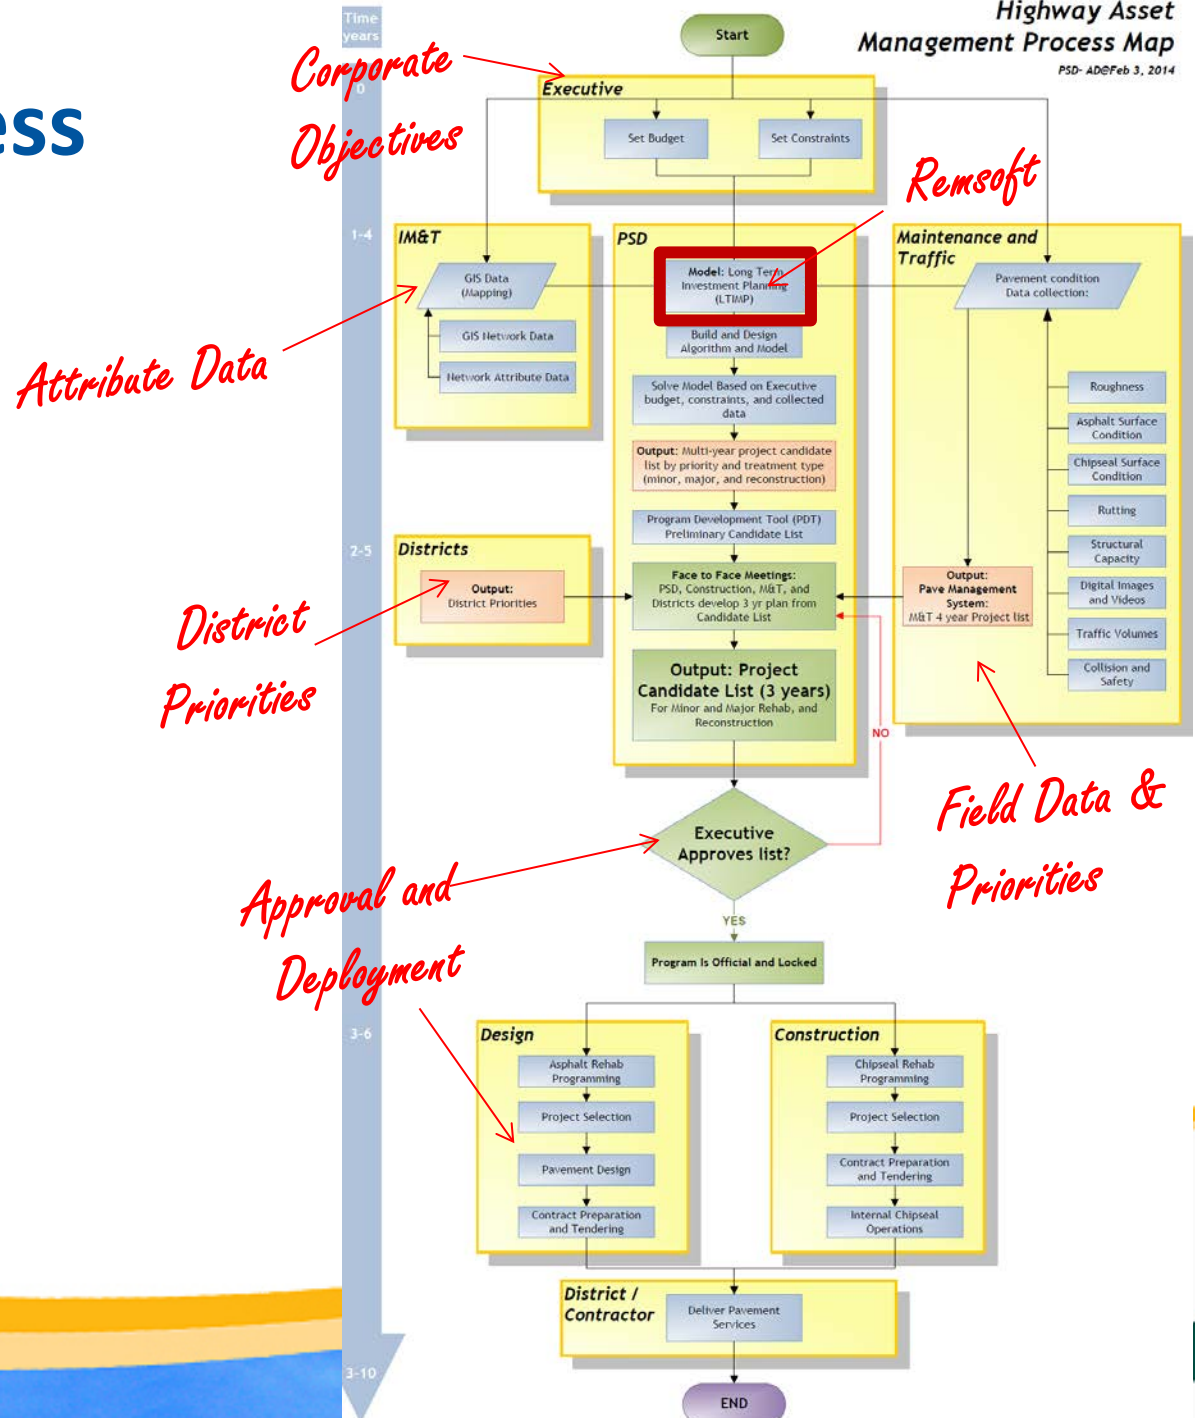 Highway Asset
Management Process Map
PSD- AD@Feb 3, 2014
ess
Time
years
0
Start
Corporate
Objectives
Executive
Set Budget
Set Constraints
Remsoft
1-4
IM&T
GIS Data
(Mapping)
GIS Network Data
Network Attribute Data
Attribute Data
PSD
Model: Long Term
Investment Planning
(LTIMP)
Build and Design
Algorithm and Model
Solve Model Based on Executive
budget, constraints, and collected
data
Output: Multi-year project candidate
list by priority and treatment type
(minor, major, and reconstruction)
Program Development Tool (PDT)
Preliminary Candidate List
Maintenance and
Traffic
Pavement condition
Data collection:
Roughness
Asphalt Surface
Condition
Chipseal Surface
Condition
Rutting
Structural
Capacity
Digital Images
and Videos
Traffic Volumes
Collision and
Safety
2-5
Districts
Output:
District Priorities
District
Priorities
Face to Face Meetings:
PSD, Construction, M&T, and
Districts develop 3 yr plan from
Candidate List
Output:
Pave Management
System:
M&T 4 year Project list
Output: Project
Candidate List (3 years)
For Minor and Major Rehab, and
Reconstruction
NO
Field Data &
Priorities
Executive
Approves list?
Approval and
Deployment
YES
Program Is Official and Locked
3-6
Design
Asphalt Rehab
Programming
Project Selection
Pavement Design
Contract Preparation
and Tendering
Construction
Chipseal Rehab
Programming
Project Selection
Contract Preparation
and Tendering
Internal Chipseal
Operations
District /
Contractor
Deliver Pavement
Services
3-10
END